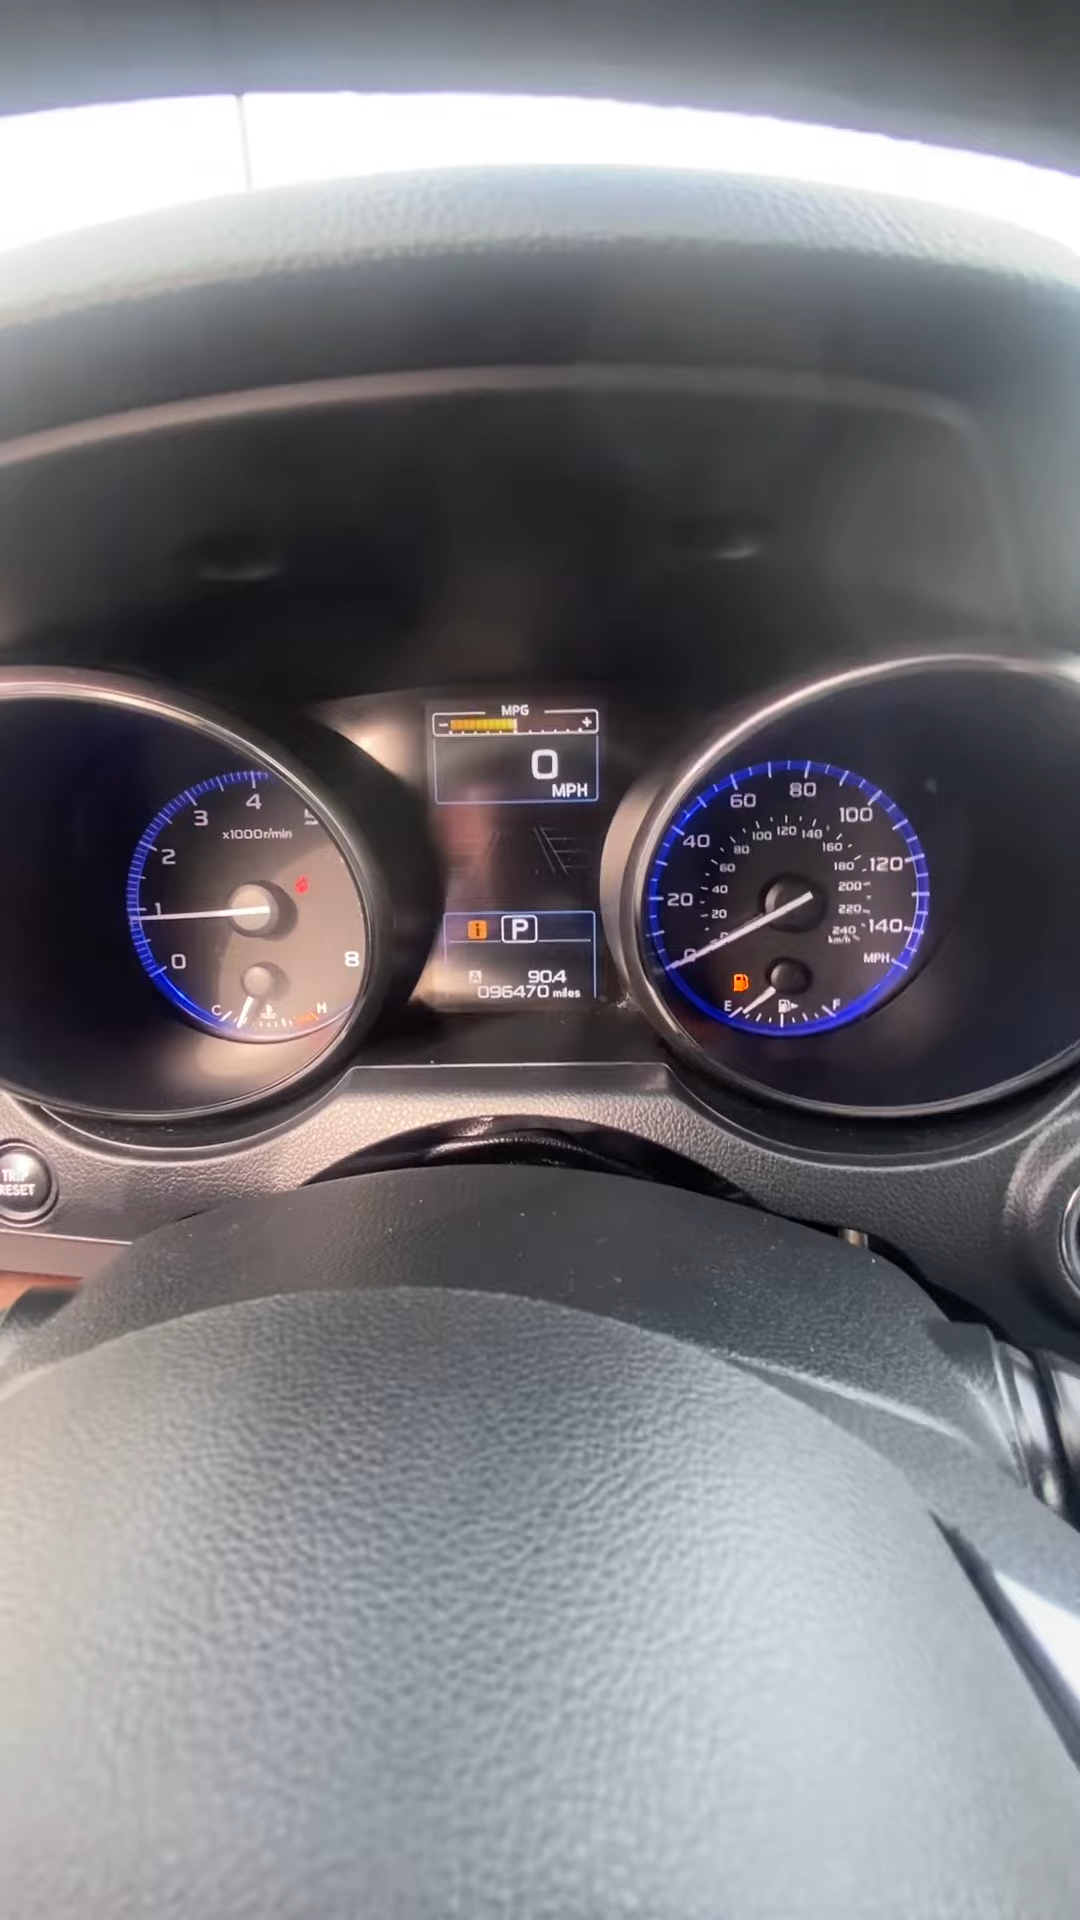 MPG
- +
0
MPH
i P
A 90.4
096470 miles
0 1 2 3 4 5 8
x1000r/min
C H
0 20 40 60 80 100 120 140
MPH
20 40 60 80 100 120 140 160 180 200 220 240
km/h
E F
TRIP
RESET